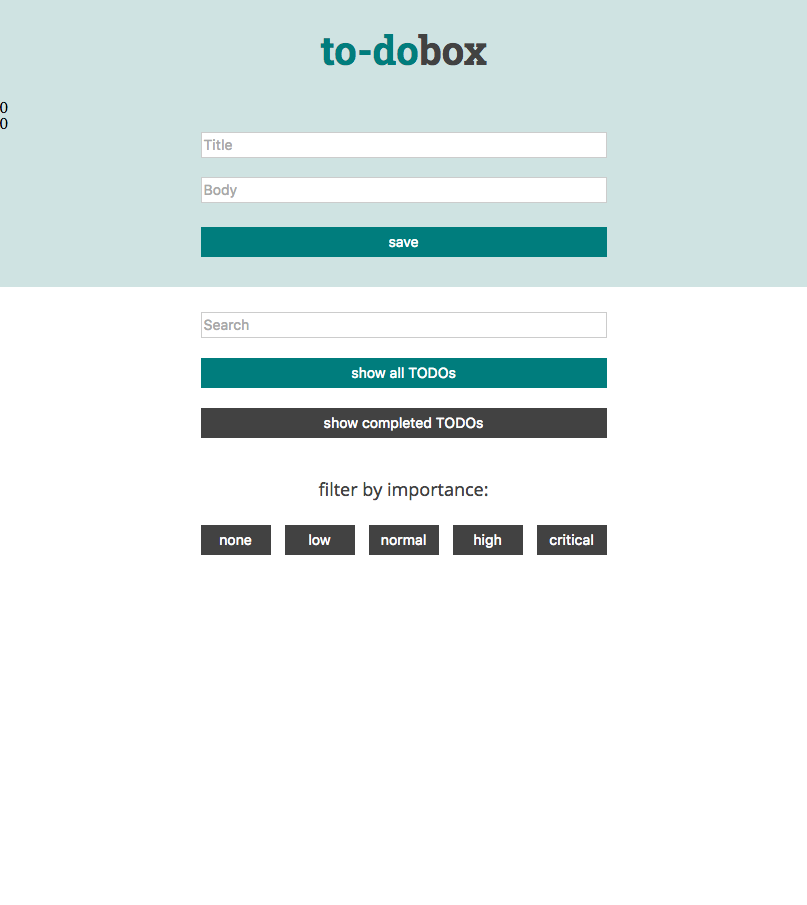 to-dobox
0
0
Title
Body
save
Search
show all TODOs
show completed TODOs
filter by importance:
none low normal high critical